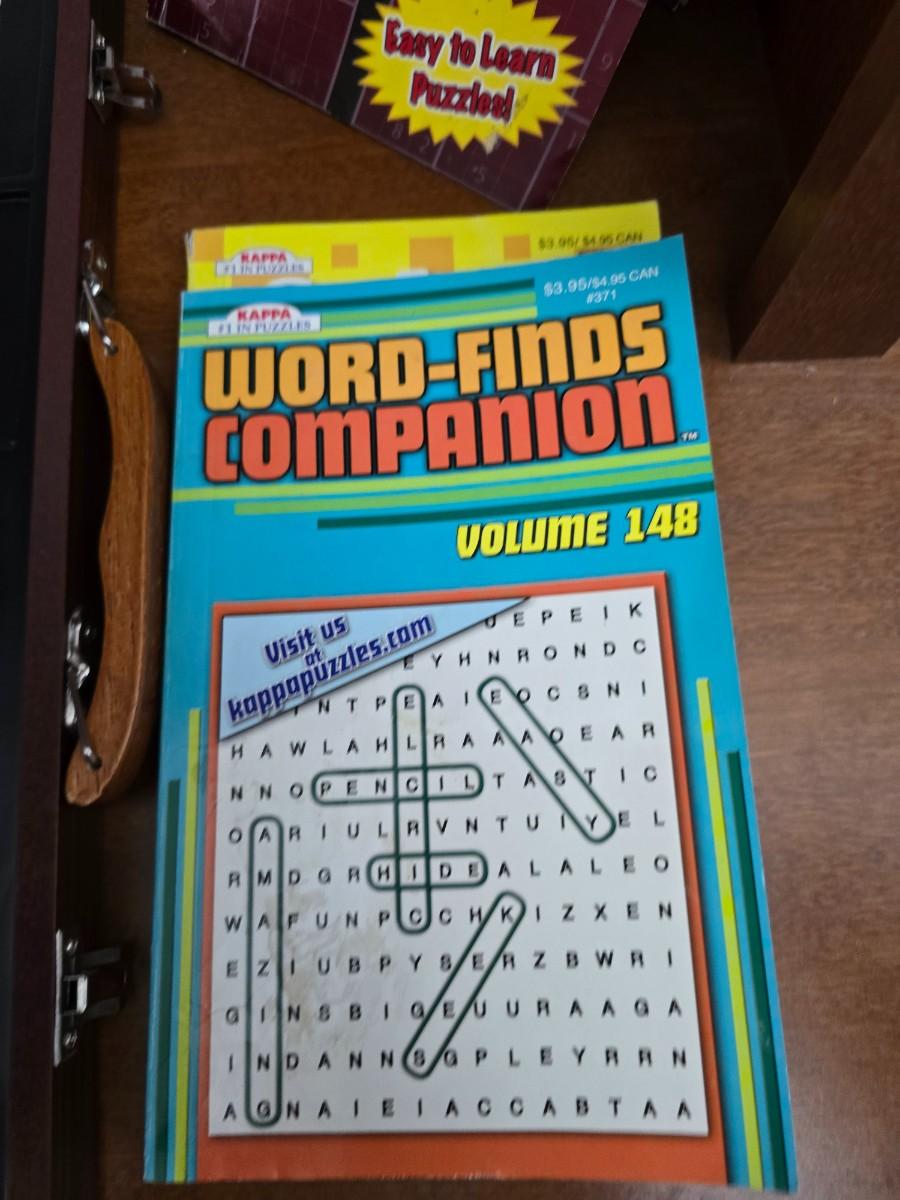 Easy to Learn
Puzzles!
$3.95/$4.95 CAN
KAPPA
#1 IN PUZZLES
$3.95/$4.95 CAN
#371
KAPPA
#1 IN PUZZLES
WORD-FINDS
COMPANION™
VOLUME 148
Visit us
at
kappapuzzles.com
U E P E I K
E Y H N R O N D C
I N T P E A I E O C S N I
H A W L A H L R A A A O E A R
N N O P E N C I L T A S T I C
O A R I U L R V N T U I Y E L
R M D G R H I D E A L A L E O
W A F U N P C C H K I Z X E N
E Z I U B P Y S E R Z B W R I
G I N S B I G E U U R A A G A
I N D A N N S G P L E Y R R N
A G N A I E I A C C A B T A A